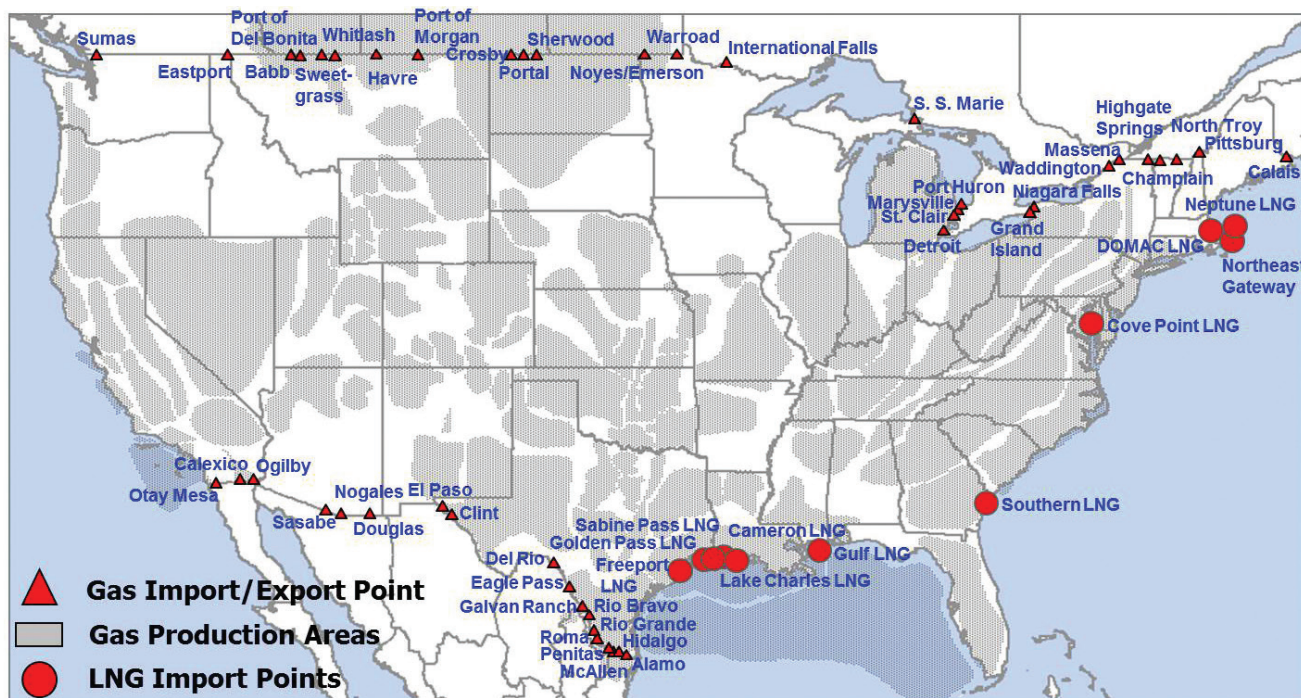 Sumas
Port of
Del Bonita
Whitlash
Port of
Morgan
Crosby
Sherwood
Warroad
International Falls
Eastport
Babb
Sweet-
grass
Havre
Portal
Noyes/Emerson
S. S. Marie
Highgate
Springs
North Troy
Massena
Pittsburg
Waddington
Champlain
Calais
Port Huron
Marysville
Niagara Falls
St. Clair
Grand
Island
Detroit
Neptune LNG
DOMAC LNG
Northeast
Gateway
Cove Point LNG
Calexico
Ogilby
Otay Mesa
Nogales
El Paso
Sasabe
Douglas
Clint
Southern LNG
Sabine Pass LNG
Cameron LNG
Golden Pass LNG
Gulf LNG
Del Rio
Freeport
LNG
Lake Charles LNG
Eagle Pass
Galvan Ranch
Rio Bravo
Rio Grande
Roma
Hidalgo
Penitas
McAllen
Alamo
Gas Import/Export Point
Gas Production Areas
LNG Import Points